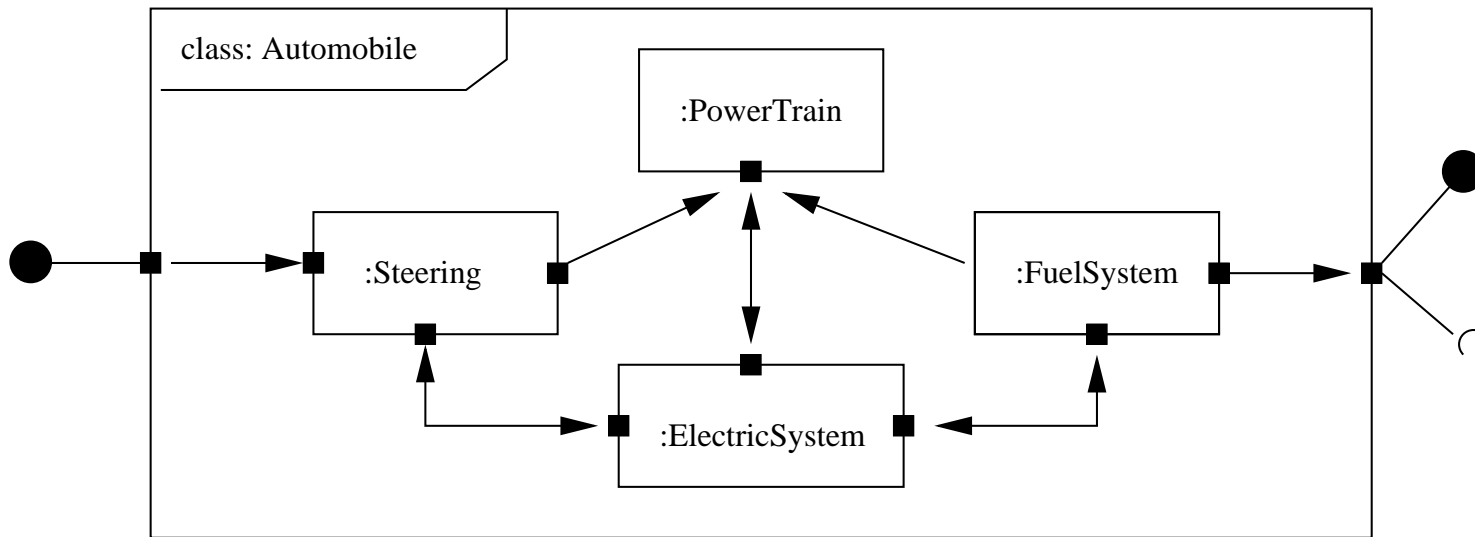 class: Automobile
:PowerTrain
:Steering
:FuelSystem
:ElectricSystem